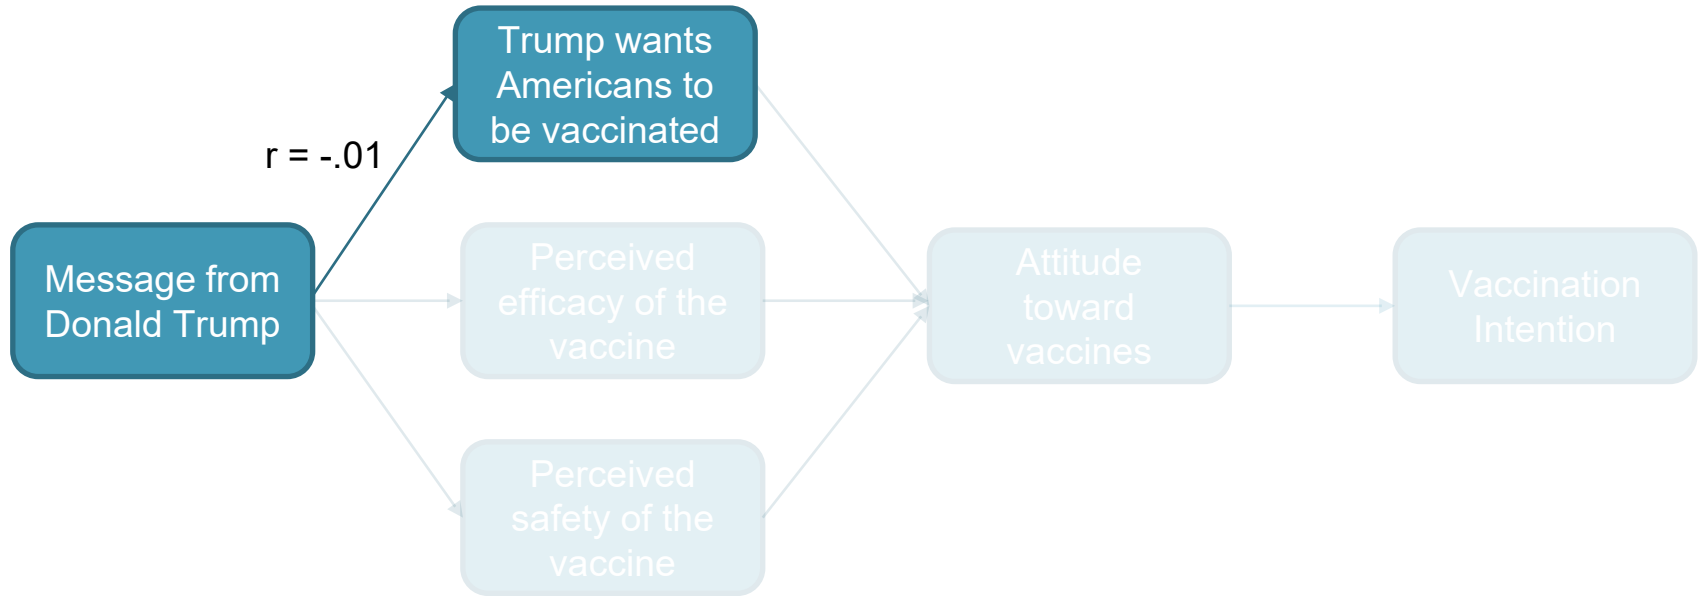 Trump wants
Americans to
be vaccinated
r = -.01
Message from
Donald Trump
Perceived
efficacy of the
vaccine
Perceived
safety of the
vaccine
Attitude
toward
vaccines
Vaccination
Intention